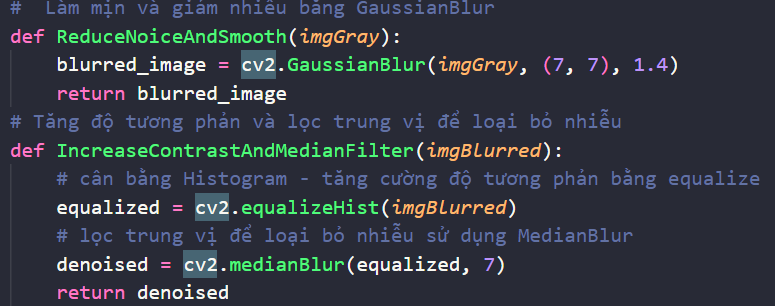 #  Làm mịn và giảm nhiễu bằng GaussianBlur
def ReduceNoiceAndSmooth(imgGray):
    blurred_image = cv2.GaussianBlur(imgGray, (7, 7), 1.4)
    return blurred_image
# Tăng độ tương phản và lọc trung vị để loại bỏ nhiễu
def IncreaseContrastAndMedianFilter(imgBlurred):
    # cân bằng Histogram - tăng cường độ tương phản bằng equalize
    equalized = cv2.equalizeHist(imgBlurred)
    # lọc trung vị để loại bỏ nhiễu sử dụng MedianBlur
    denoised = cv2.medianBlur(equalized, 7)
    return denoised